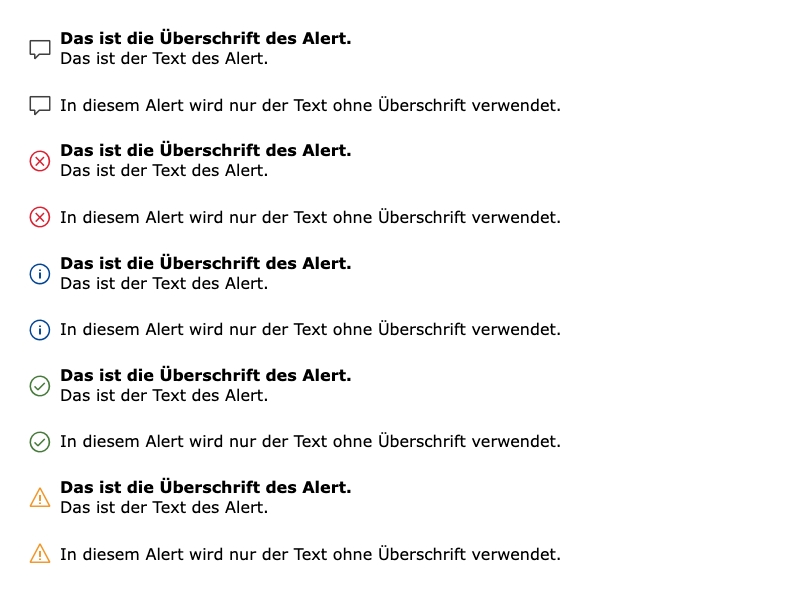 Das ist die Überschrift des Alert.
Das ist der Text des Alert.
In diesem Alert wird nur der Text ohne Überschrift verwendet.
Das ist die Überschrift des Alert.
Das ist der Text des Alert.
In diesem Alert wird nur der Text ohne Überschrift verwendet.
Das ist die Überschrift des Alert.
Das ist der Text des Alert.
In diesem Alert wird nur der Text ohne Überschrift verwendet.
Das ist die Überschrift des Alert.
Das ist der Text des Alert.
In diesem Alert wird nur der Text ohne Überschrift verwendet.
Das ist die Überschrift des Alert.
Das ist der Text des Alert.
In diesem Alert wird nur der Text ohne Überschrift verwendet.